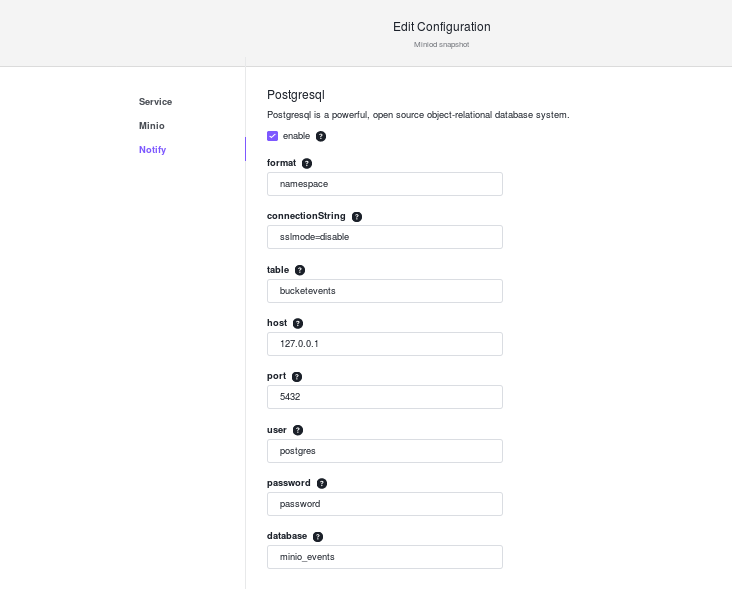 Edit Configuration
Miniod snapshot
Service
Minio
Notify
Postgresql
Postgresql is a powerful, open source object-relational database system.
enable ?
format ?
namespace
connectionString ?
sslmode=disable
table ?
bucketevents
host ?
127.0.0.1
port ?
5432
user ?
postgres
password ?
password
database ?
minio_events